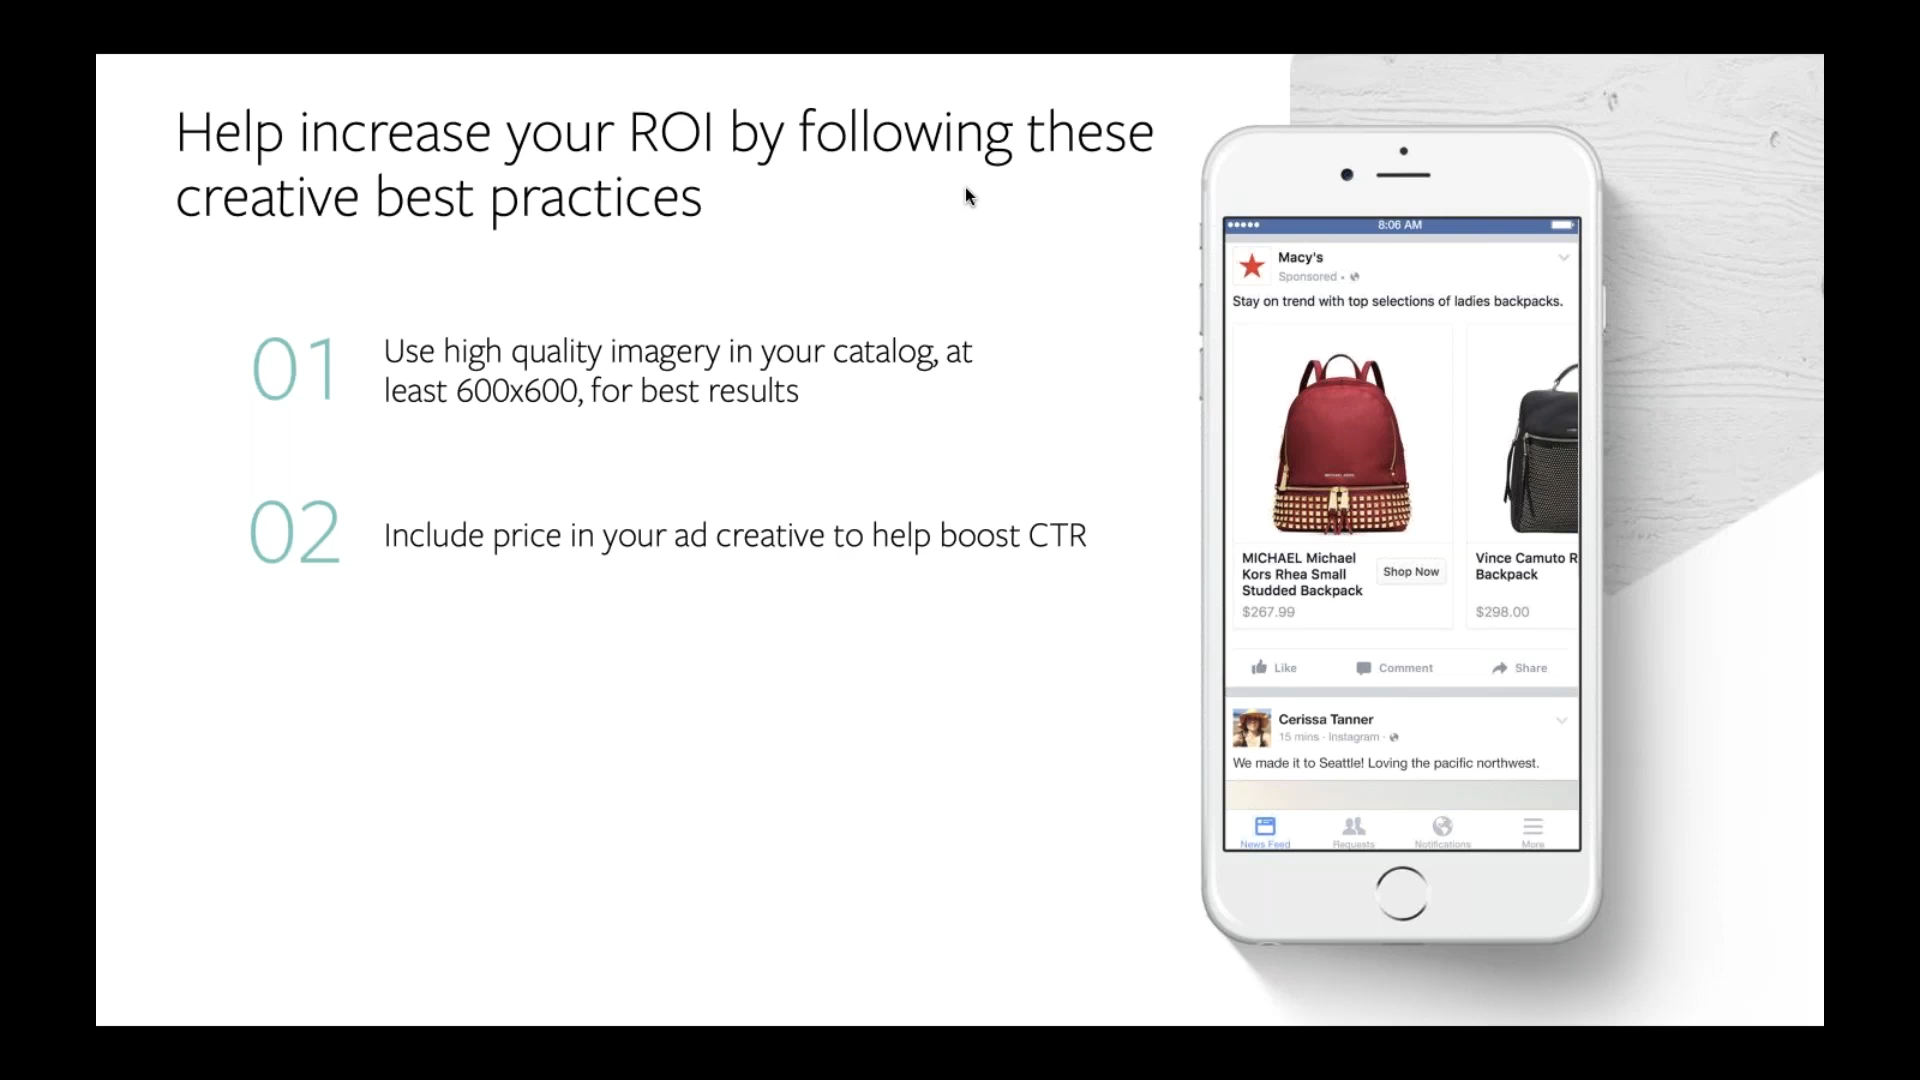 Help increase your ROI by following these
creative best practices
01
Use high quality imagery in your catalog, at
least 600x600, for best results
02
Include price in your ad creative to help boost CTR
8:06 AM
Macy's
Sponsored
Stay on trend with top selections of ladies backpacks.
MICHAEL Michael
Kors Rhea Small
Studded Backpack
$267.99
Shop Now
Vince Camuto R
Backpack
$298.00
Like
Comment
Share
Cerissa Tanner
15 mins · Instagram ·
We made it to Seattle! Loving the pacific northwest.
News Feed
Requests
Notifications
More